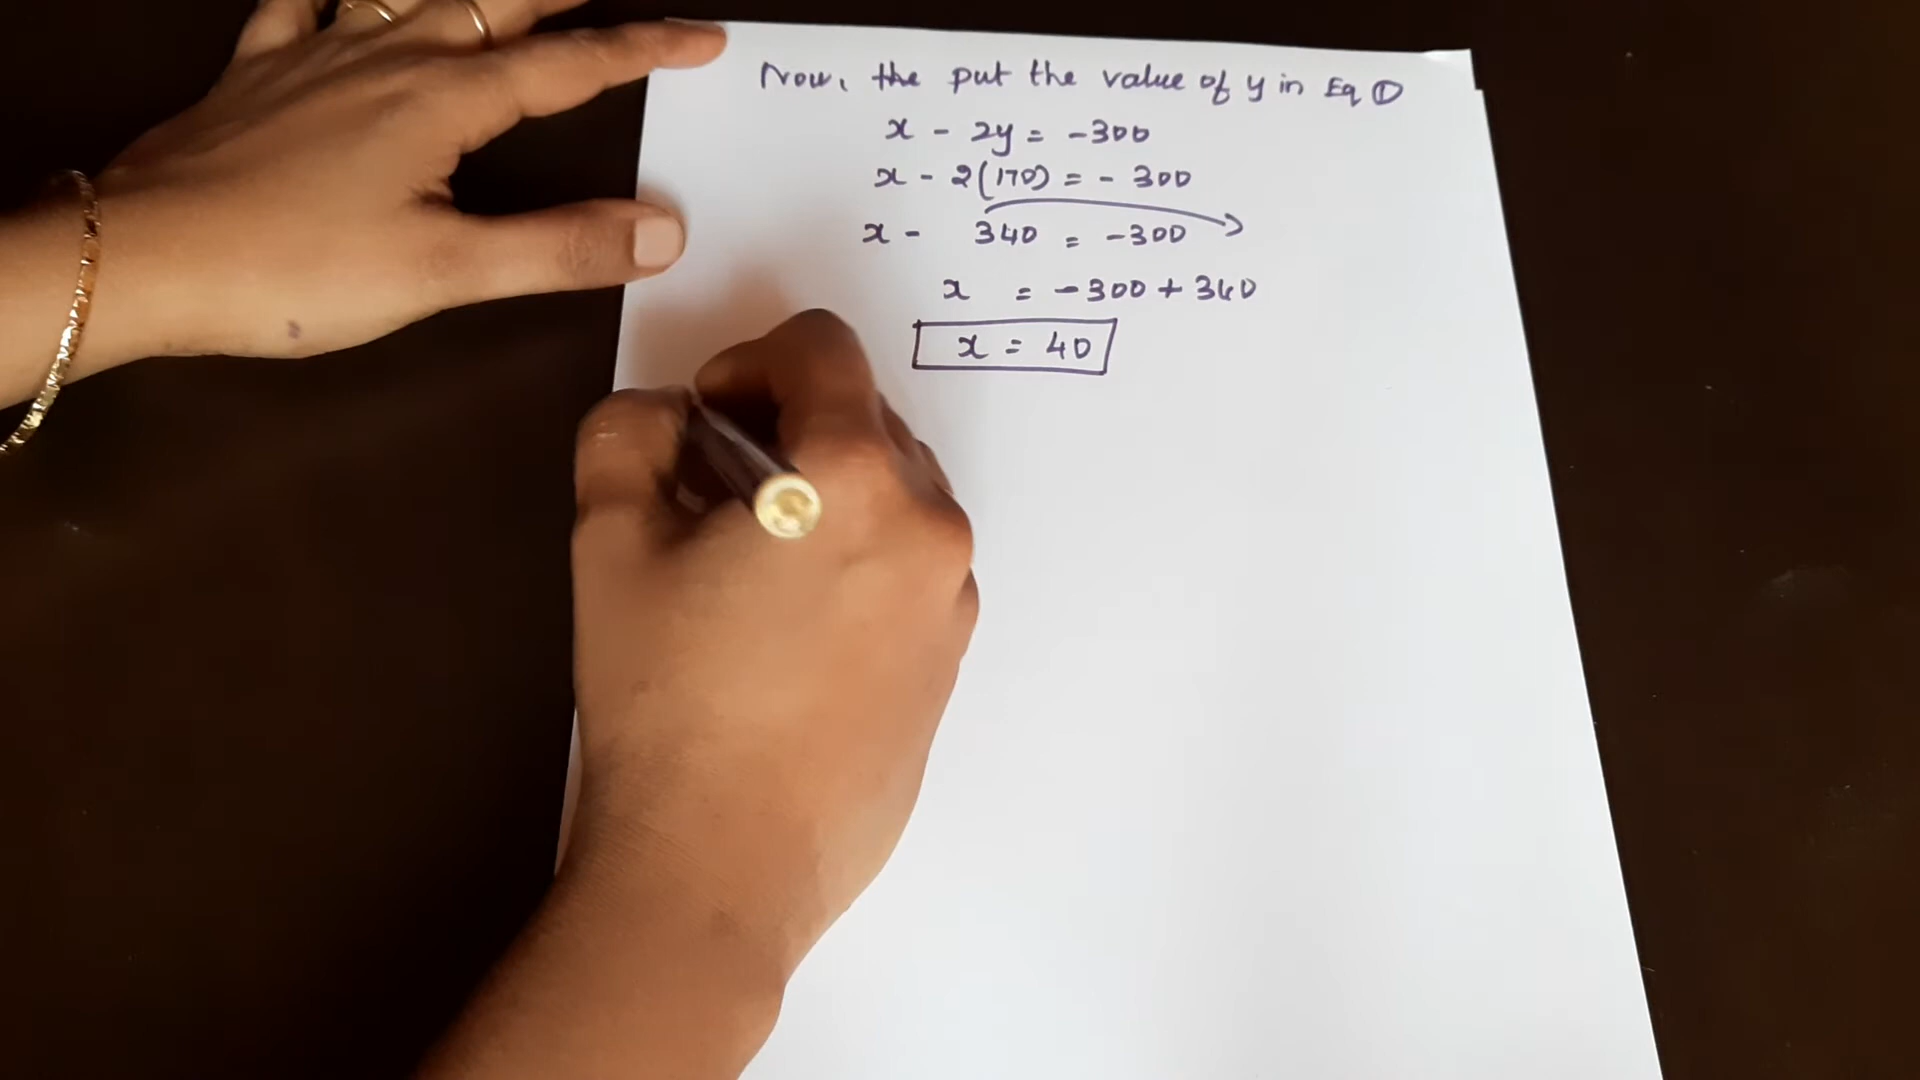 Now, the put the value of y in Eq ①
x - 2y = -300
x - 2(170) = - 300
x - 340 = -300
x = -300 + 340
x = 40